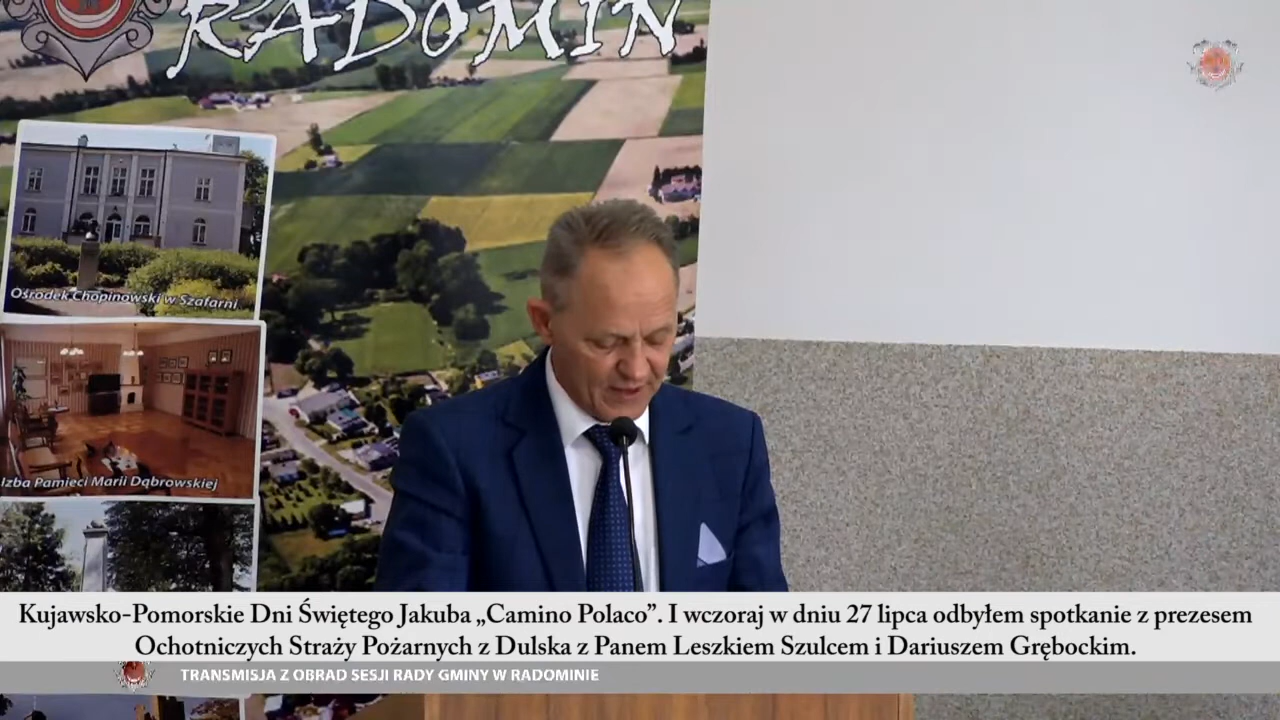 RADOMIN
Ośrodek Chopinowski w Szafarni
Izba Pamieci Marii Dąbrowskiej
Kujawsko-Pomorskie Dni Świętego Jakuba „Camino Polaco”. I wczoraj w dniu 27 lipca odbyłem spotkanie z prezesem
Ochotniczych Straży Pożarnych z Dulska z Panem Leszkiem Szulcem i Dariuszem Grębockim.
TRANSMISJA Z OBRAD SESJI RADY GMINY W RADOMINIE